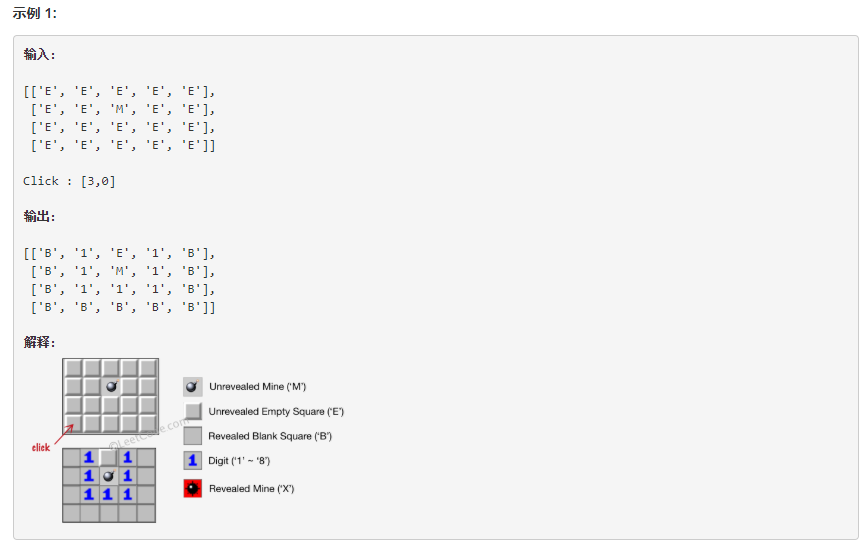 示例 1:
输入:
[['E', 'E', 'E', 'E', 'E'],
['E', 'E', 'M', 'E', 'E'],
['E', 'E', 'E', 'E', 'E'],
['E', 'E', 'E', 'E', 'E']]
Click : [3,0]
输出:
[['B', '1', 'E', '1', 'B'],
['B', '1', 'M', '1', 'B'],
['B', '1', '1', '1', 'B'],
['B', 'B', 'B', 'B', 'B']]
解释:
Unrevealed Mine ('M')
Unrevealed Empty Square ('E')
Revealed Blank Square ('B')
©LeetCode.com
click
1 1
1 1
1 1 1
1 Digit ('1' ~ '8')
Revealed Mine ('X')